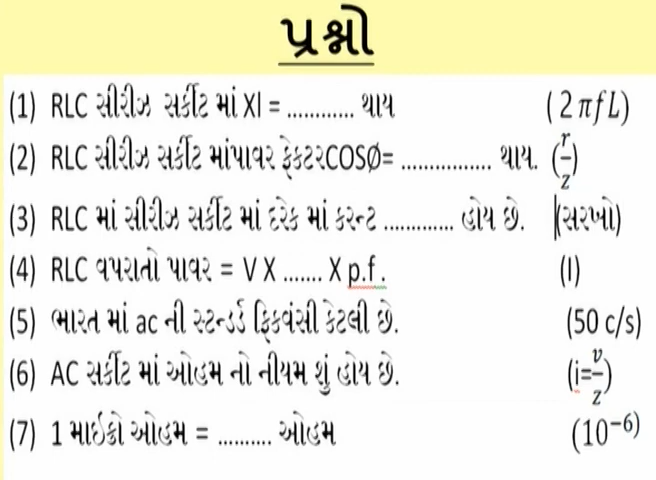 પ્રશ્નો
(1) RLC સીરીઝ સર્કીટ માં Xl = ............ થાય (2πfL)
(2) RLC સીરીઝ સર્કીટ માંપાવર ફેકટરCOSØ= ................ થાય. (r/z)
(3) RLC માં સીરીઝ સર્કીટ માં દરેક માં કરન્ટ ............. હોય છે. (સરખો)
(4) RLC વપરાતો પાવર = V X ....... X p.f. (I)
(5) ભારત માં ac ની સ્ટન્ડર્ડ ફ્રિકવંસી કેટલી છે. (50 c/s)
(6) AC સર્કીટ માં ઓહમ નો નીયમ શું હોય છે. (i=v/z)
(7) 1 માઈક્રો ઓહમ = .......... ઓહમ (10⁻⁶)